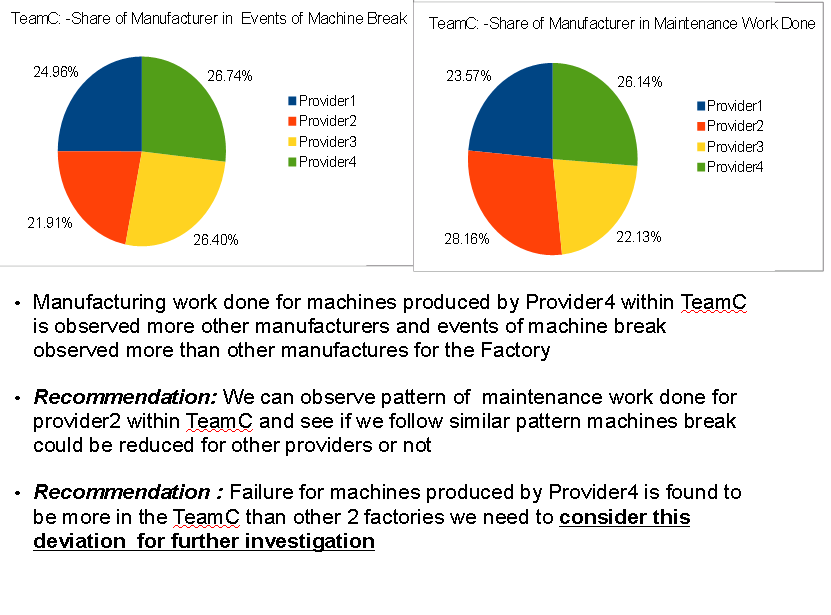 TeamC: -Share of Manufacturer in Events of Machine Break
24.96%
26.74%
21.91%
26.40%
Provider1
Provider2
Provider3
Provider4
TeamC: -Share of Manufacturer in Maintenance Work Done
23.57%
26.14%
28.16%
22.13%
Provider1
Provider2
Provider3
Provider4
• Manufacturing work done for machines produced by Provider4 within TeamC
is observed more other manufacturers and events of machine break
observed more than other manufactures for the Factory
• Recommendation: We can observe pattern of maintenance work done for
provider2 within TeamC and see if we follow similar pattern machines break
could be reduced for other providers or not
• Recommendation : Failure for machines produced by Provider4 is found to
be more in the TeamC than other 2 factories we need to consider this
deviation for further investigation